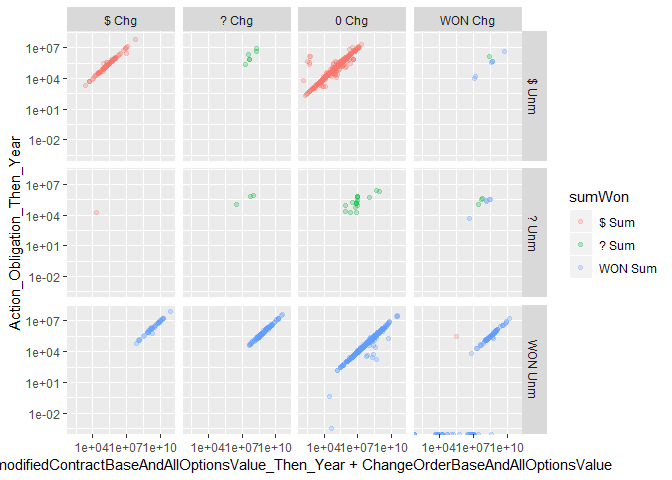 $ Chg ? Chg 0 Chg WON Chg
1e+07
1e+04
1e+01
1e-02
$ Unm
1e+07
1e+04
1e+01
1e-02
? Unm
1e+07
1e+04
1e+01
1e-02
WON Unm
Action_Obligation_Then_Year
sumWon
$ Sum
? Sum
WON Sum
1e+041e+071e+10 1e+041e+071e+10 1e+041e+071e+10 1e+041e+071e+10
modifiedContractBaseAndAllOptionsValue_Then_Year + ChangeOrderBaseAndAllOptionsValue